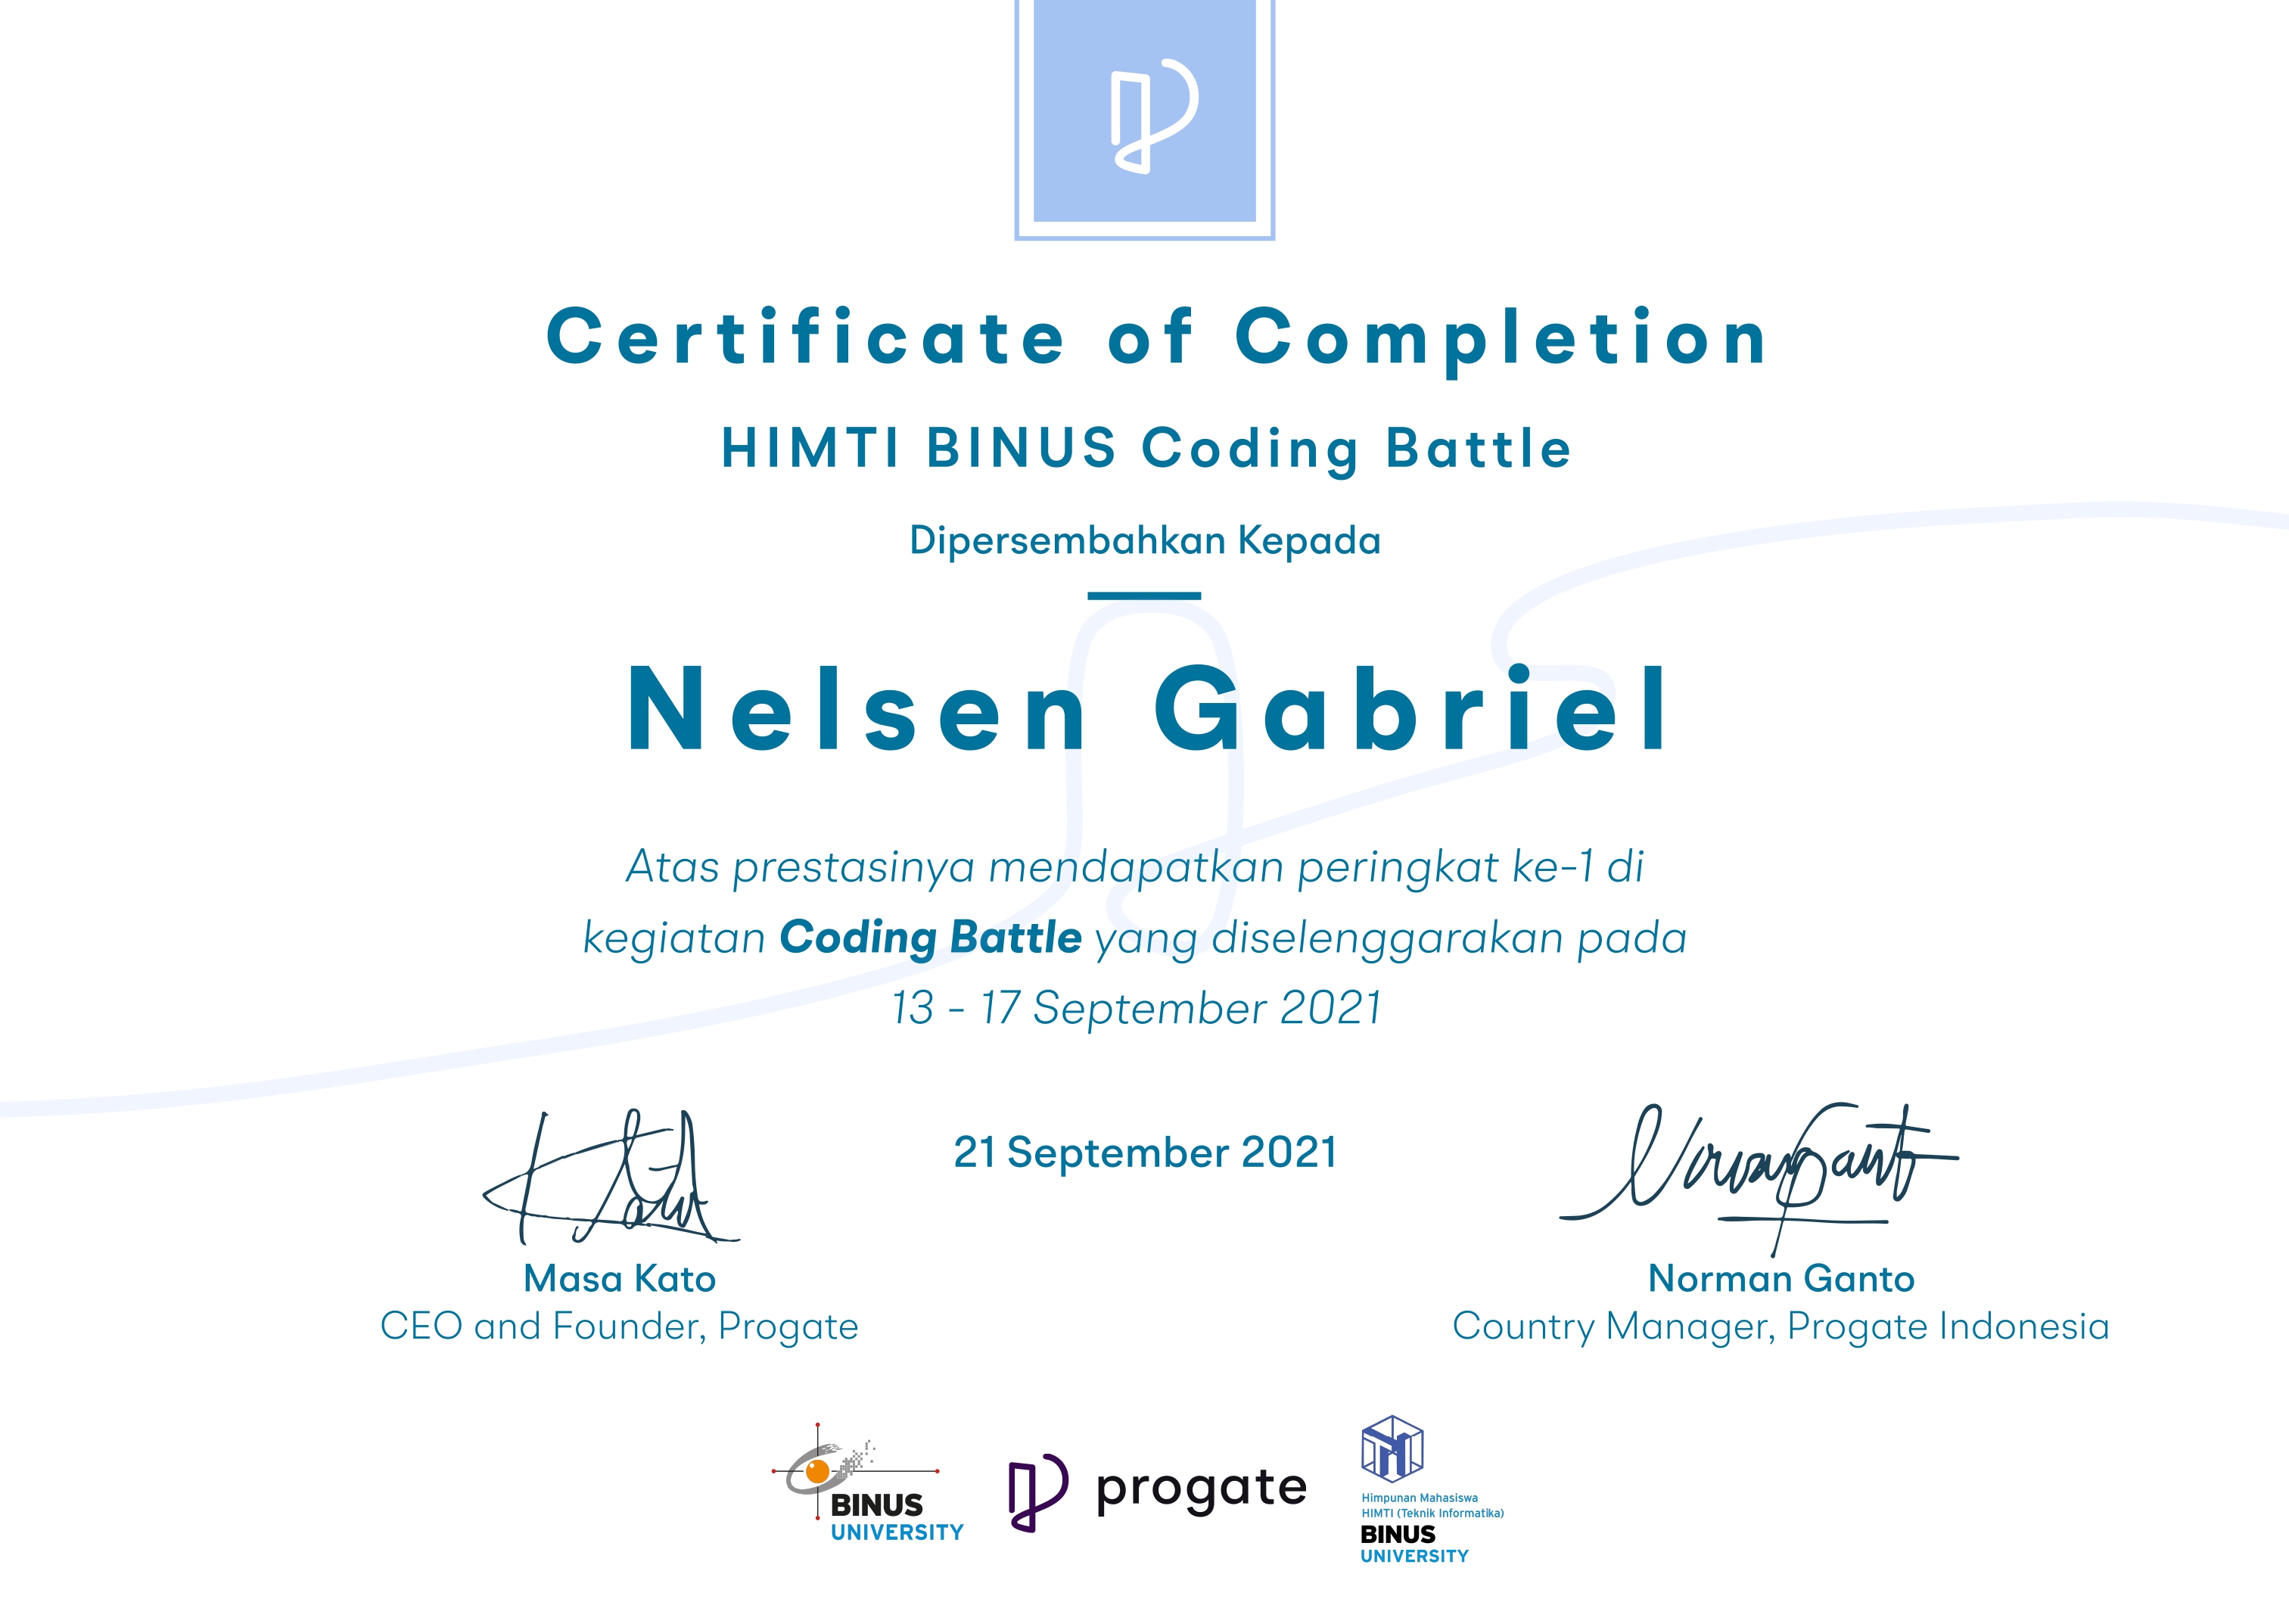 Certificate of Completion
HIMTI BINUS Coding Battle
Dipersembahkan Kepada
Nelsen Gabriel
Atas prestasinya mendapatkan peringkat ke-1 di
kegiatan Coding Battle yang diselenggarakan pada
13 - 17 September 2021
21 September 2021
Masa Kato
CEO and Founder, Progate
Norman Ganto
Country Manager, Progate Indonesia
BINUS
UNIVERSITY
progate
Himpunan Mahasiswa
HIMTI (Teknik Informatika)
BINUS
UNIVERSITY